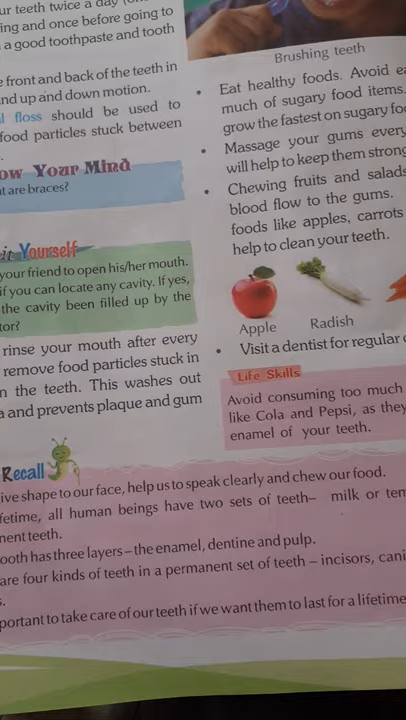 ur teeth twice a day
ing and once before going to
a good toothpaste and tooth
e front and back of the teeth in
nd up and down motion.
l floss should be used to
food particles stuck between
ow Your Mind
at are braces?
it Yourself
your friend to open his/her mouth.
if you can locate any cavity. If yes,
the cavity been filled up by the
tor?
rinse your mouth after every
remove food particles stuck in
n the teeth. This washes out
a and prevents plaque and gum
Brushing teeth
• Eat healthy foods. Avoid ea
much of sugary food items.
grow the fastest on sugary foo
• Massage your gums every
will help to keep them strong
• Chewing fruits and salads
blood flow to the gums.
foods like apples, carrots
help to clean your teeth.
Apple Radish
• Visit a dentist for regular c
Life Skills
Avoid consuming too much
like Cola and Pepsi, as they
enamel of your teeth.
Recall
ive shape to our face, help us to speak clearly and chew our food.
fetime, all human beings have two sets of teeth– milk or tem
nent teeth.
ooth has three layers – the enamel, dentine and pulp.
are four kinds of teeth in a permanent set of teeth – incisors, cani
s.
portant to take care of our teeth if we want them to last for a lifetime